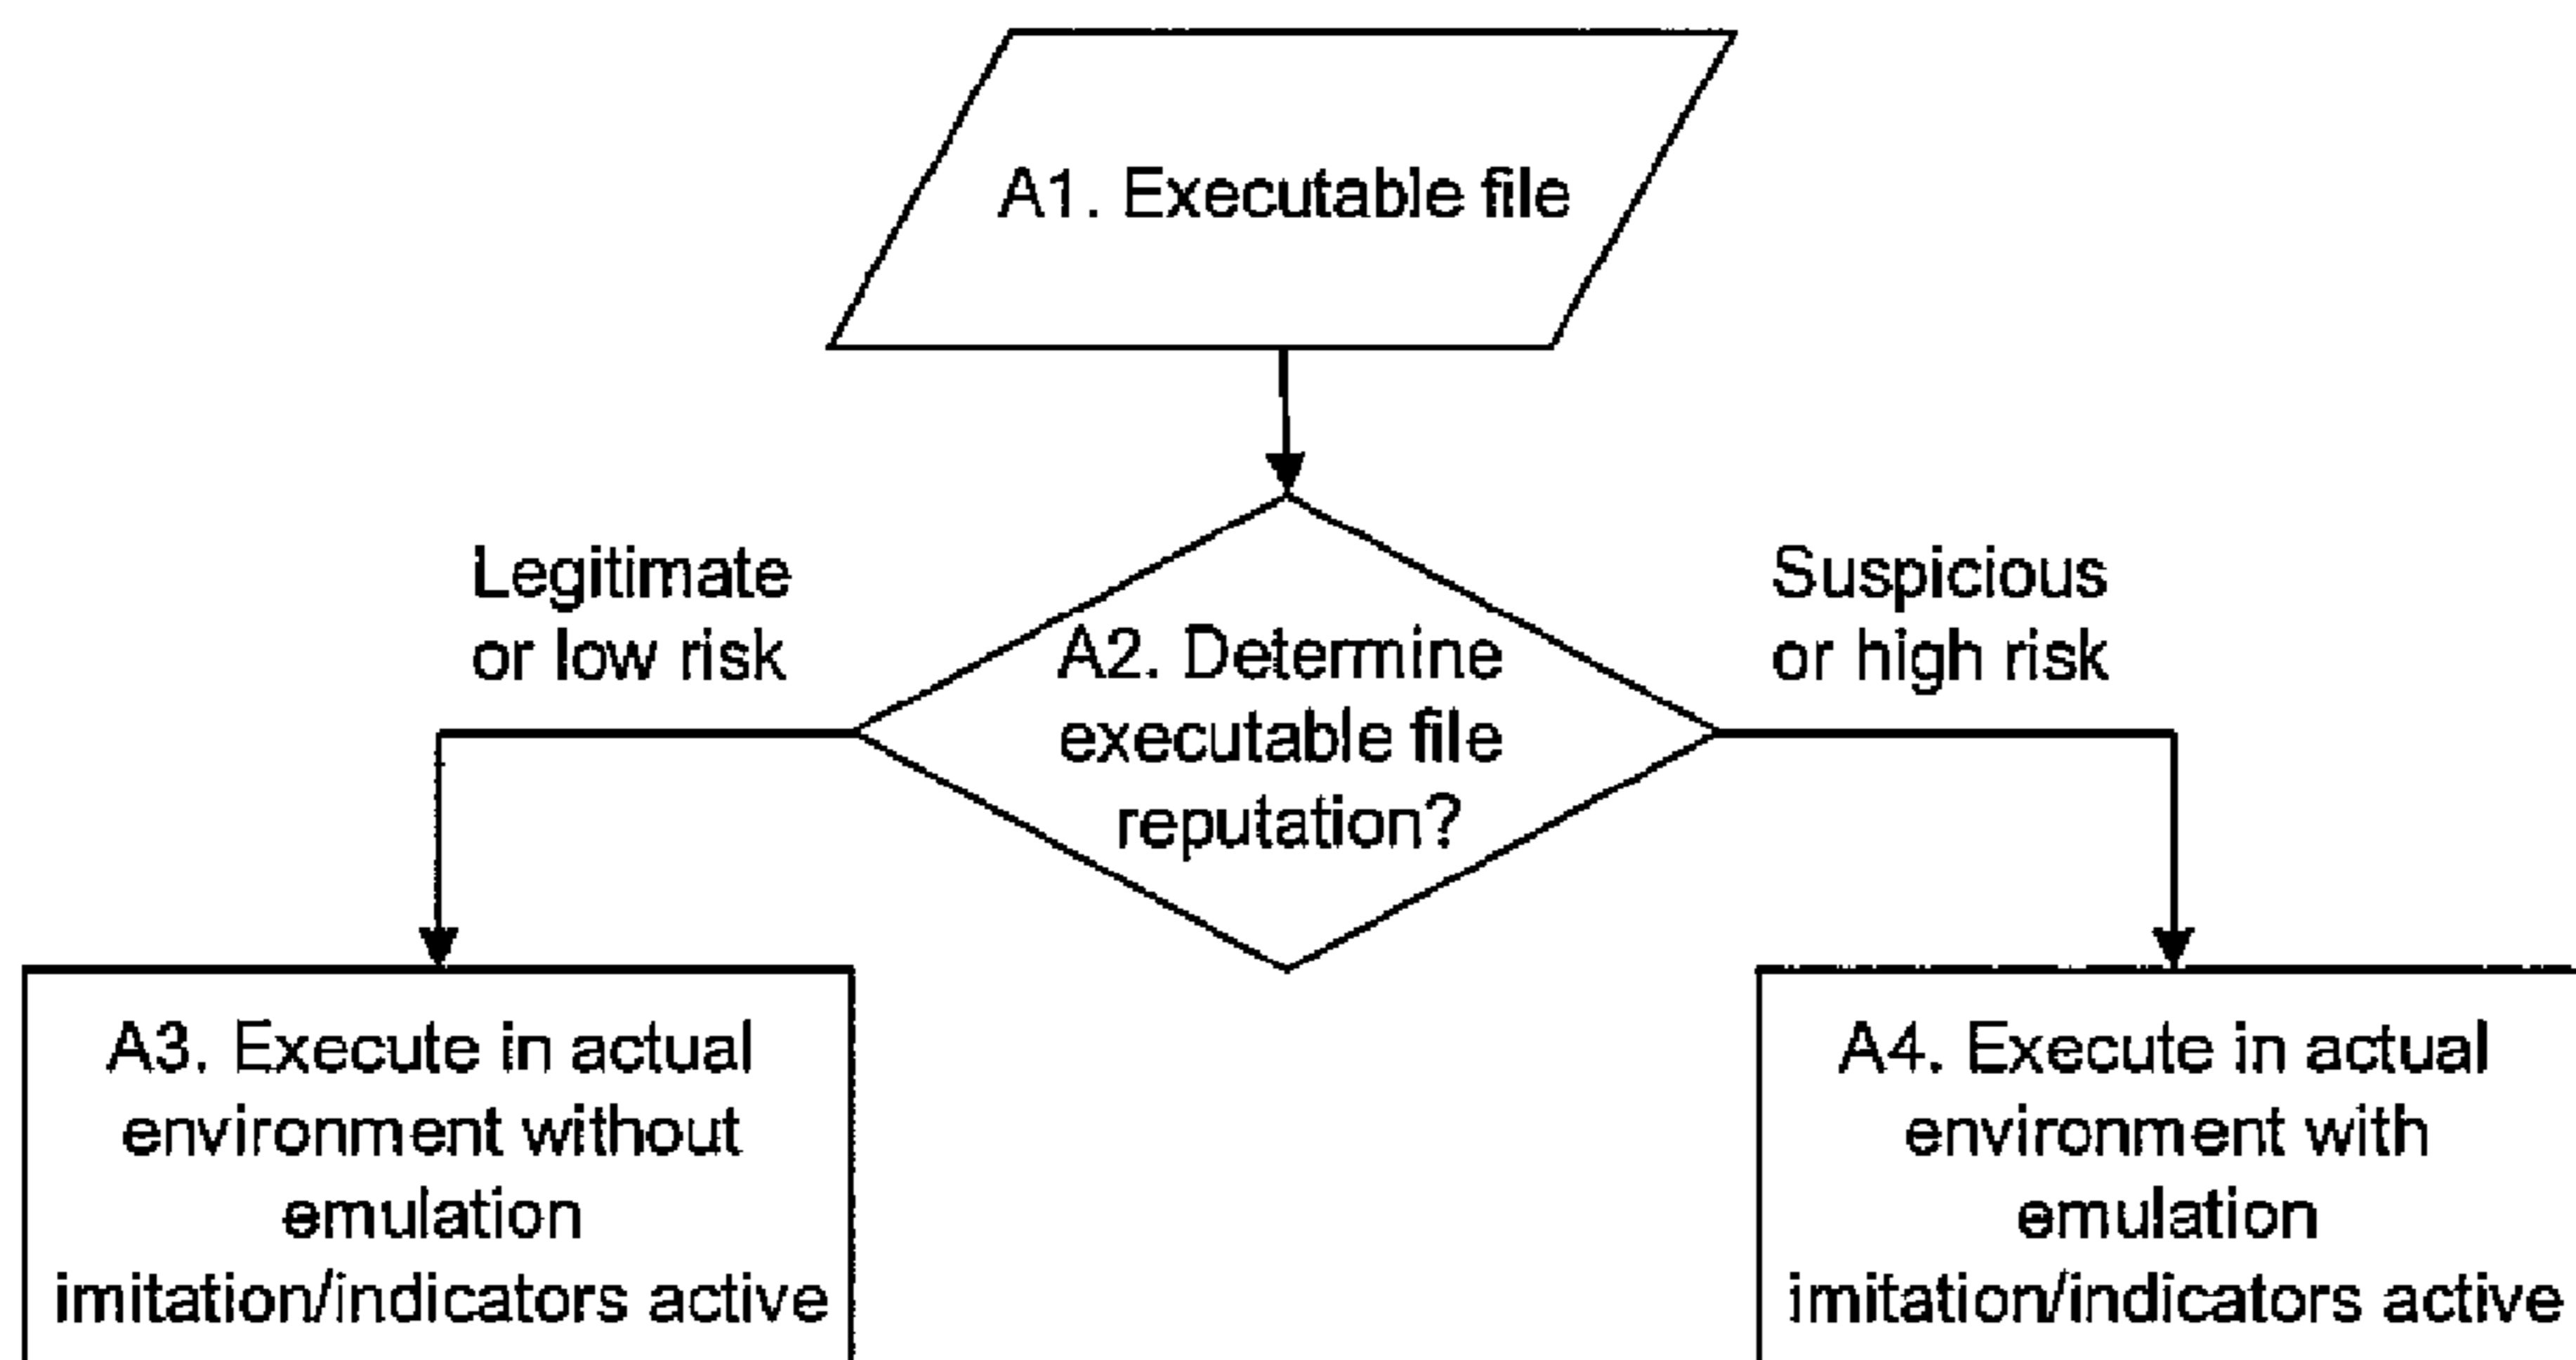 A1. Executable file
Legitimate
or low risk
Suspicious
or high risk
A2. Determine
executable file
reputation?
A3. Execute in actual
environment without
emulation
imitation/indicators active
A4. Execute in actual
environment with
emulation
imitation/indicators active